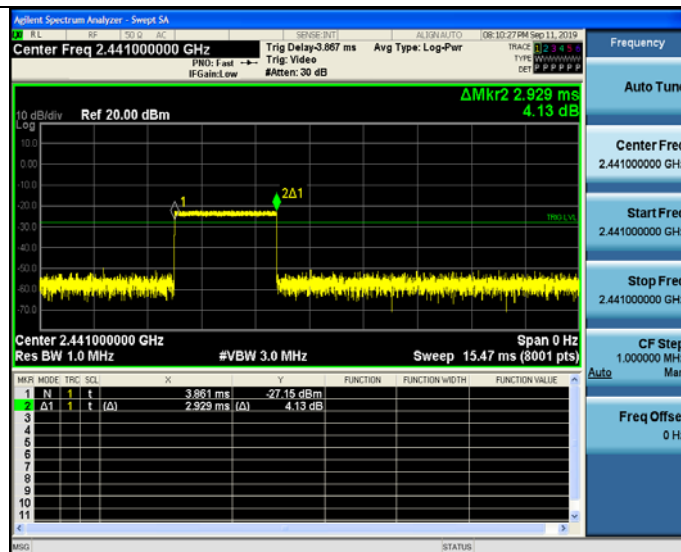 Agilent Spectrum Analyzer - Swept SA
RL RF 50 Ω AC SENSE:INT ALIGNAUTO 08:10:27 PM Sep 11, 2019
Center Freq 2.441000000 GHz
PNO: Fast
IFGain:Low
Trig Delay-3.867 ms
Trig: Video
#Atten: 30 dB
Avg Type: Log-Pwr
TRACE 1 2 3 4 5 6
TYPE
DET P P P P P P
ΔMkr2 2.929 ms
4.13 dB
10 dB/div Ref 20.00 dBm
Log
10.0
0.00
-10.0
-20.0
-30.0
-40.0
-50.0
-60.0
-70.0
1
2Δ1
TRIG LVL
Center 2.441000000 GHz Span 0 Hz
Res BW 1.0 MHz #VBW 3.0 MHz Sweep 15.47 ms (8001 pts)
MKR MODE TRC SCL X Y FUNCTION FUNCTION WIDTH FUNCTION VALUE
1 N 1 t 3.861 ms -27.15 dBm
2 Δ1 1 t (Δ) 2.929 ms (Δ) 4.13 dB
3
4
5
6
7
8
9
10
11
MSG STATUS
Frequency
Auto Tune
Center Freq
2.441000000 GHz
Start Freq
2.441000000 GHz
Stop Freq
2.441000000 GHz
CF Step
1.000000 MHz
Auto Man
Freq Offse
0 Hz